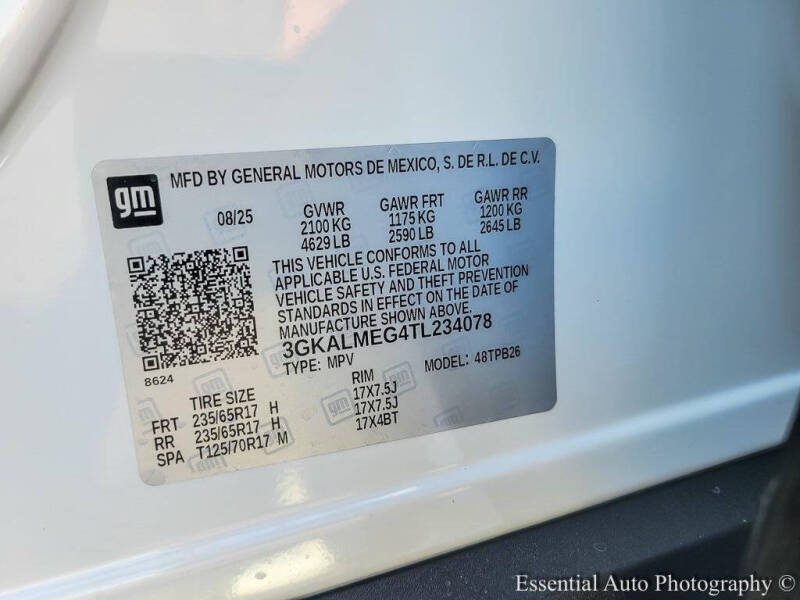 gm
MFD BY GENERAL MOTORS DE MEXICO, S. DE R.L. DE C.V.
08/25 GVWR GAWR FRT GAWR RR
2100 KG 1175 KG 1200 KG
4629 LB 2590 LB 2645 LB
THIS VEHICLE CONFORMS TO ALL
APPLICABLE U.S. FEDERAL MOTOR
VEHICLE SAFETY AND THEFT PREVENTION
STANDARDS IN EFFECT ON THE DATE OF
MANUFACTURE SHOWN ABOVE.
3GKALMEG4TL234078
TYPE: MPV MODEL: 48TPB26
8624
TIRE SIZE RIM
FRT 235/65R17 H 17X7.5J
RR 235/65R17 H 17X7.5J
SPA T125/70R17 M 17X4BT
Essential Auto Photography ©